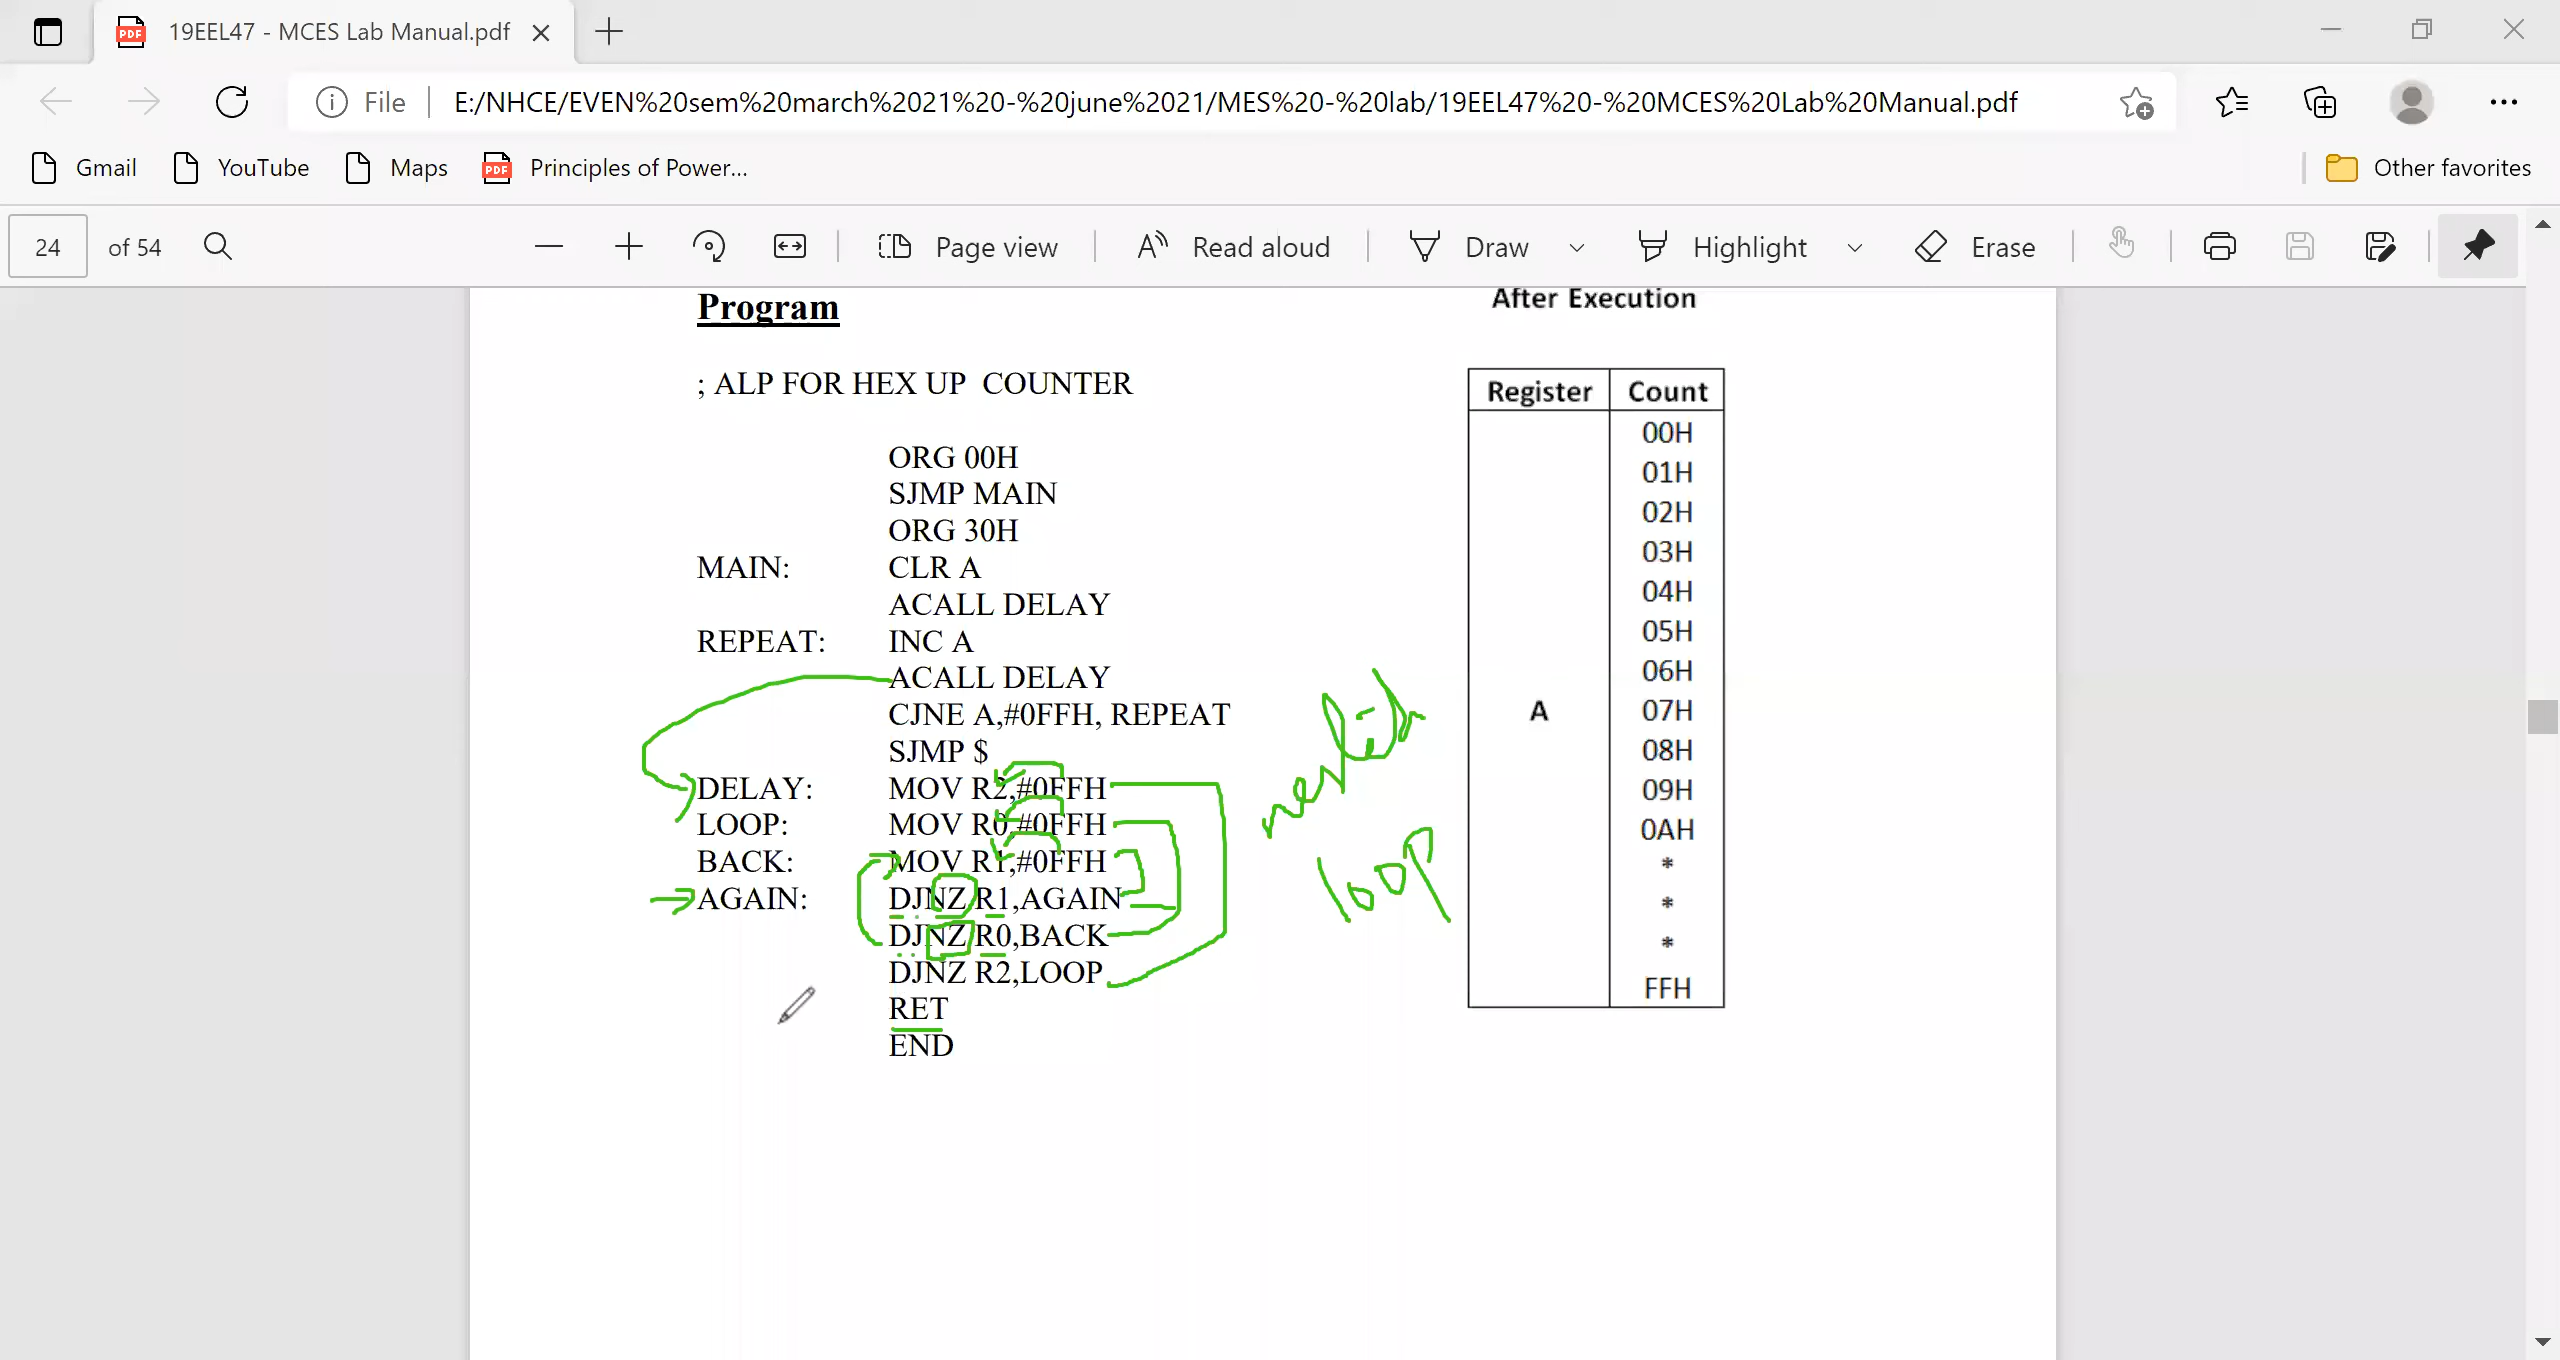 19EEL47 - MCES Lab Manual.pdf
File
E:/NHCE/EVEN%20sem%20march%2021%20-%20june%2021/MES%20-%20lab/19EEL47%20-%20MCES%20Lab%20Manual.pdf
Gmail YouTube Maps PDF Principles of Power... Other favorites
24 of 54 Page view Read aloud Draw Highlight Erase
Program
; ALP FOR HEX UP COUNTER
ORG 00H
SJMP MAIN
ORG 30H
MAIN: CLR A
ACALL DELAY
REPEAT: INC A
ACALL DELAY
CJNE A,#0FFH, REPEAT
SJMP $
DELAY: MOV R2,#0FFH
LOOP: MOV R0,#0FFH
BACK: MOV R1,#0FFH
AGAIN: DJNZ R1,AGAIN
DJNZ R0,BACK
DJNZ R2,LOOP
RET
END
loop
After Execution
Register Count
A
00H
01H
02H
03H
04H
05H
06H
07H
08H
09H
0AH
*
*
*
FFH